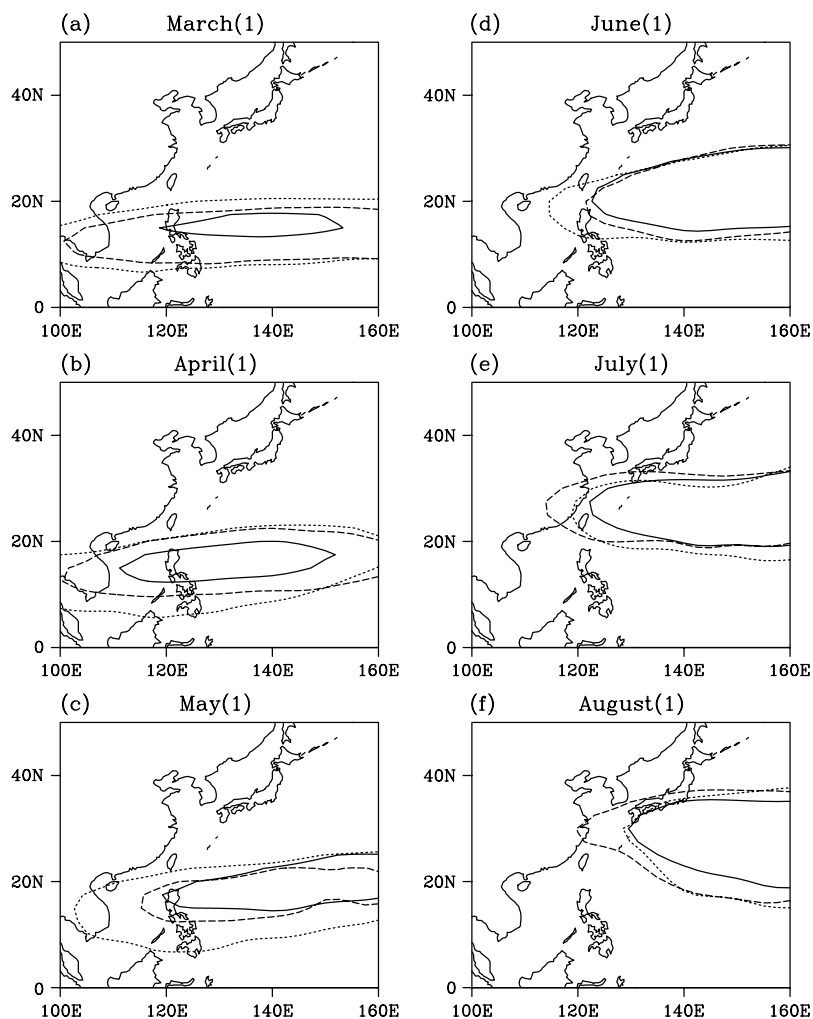 (a) March(1)
40N
20N
0
100E 120E 140E 160E
(b) April(1)
40N
20N
0
100E 120E 140E 160E
(c) May(1)
40N
20N
0
100E 120E 140E 160E
(d) June(1)
40N
20N
0
100E 120E 140E 160E
(e) July(1)
40N
20N
0
100E 120E 140E 160E
(f) August(1)
40N
20N
0
100E 120E 140E 160E